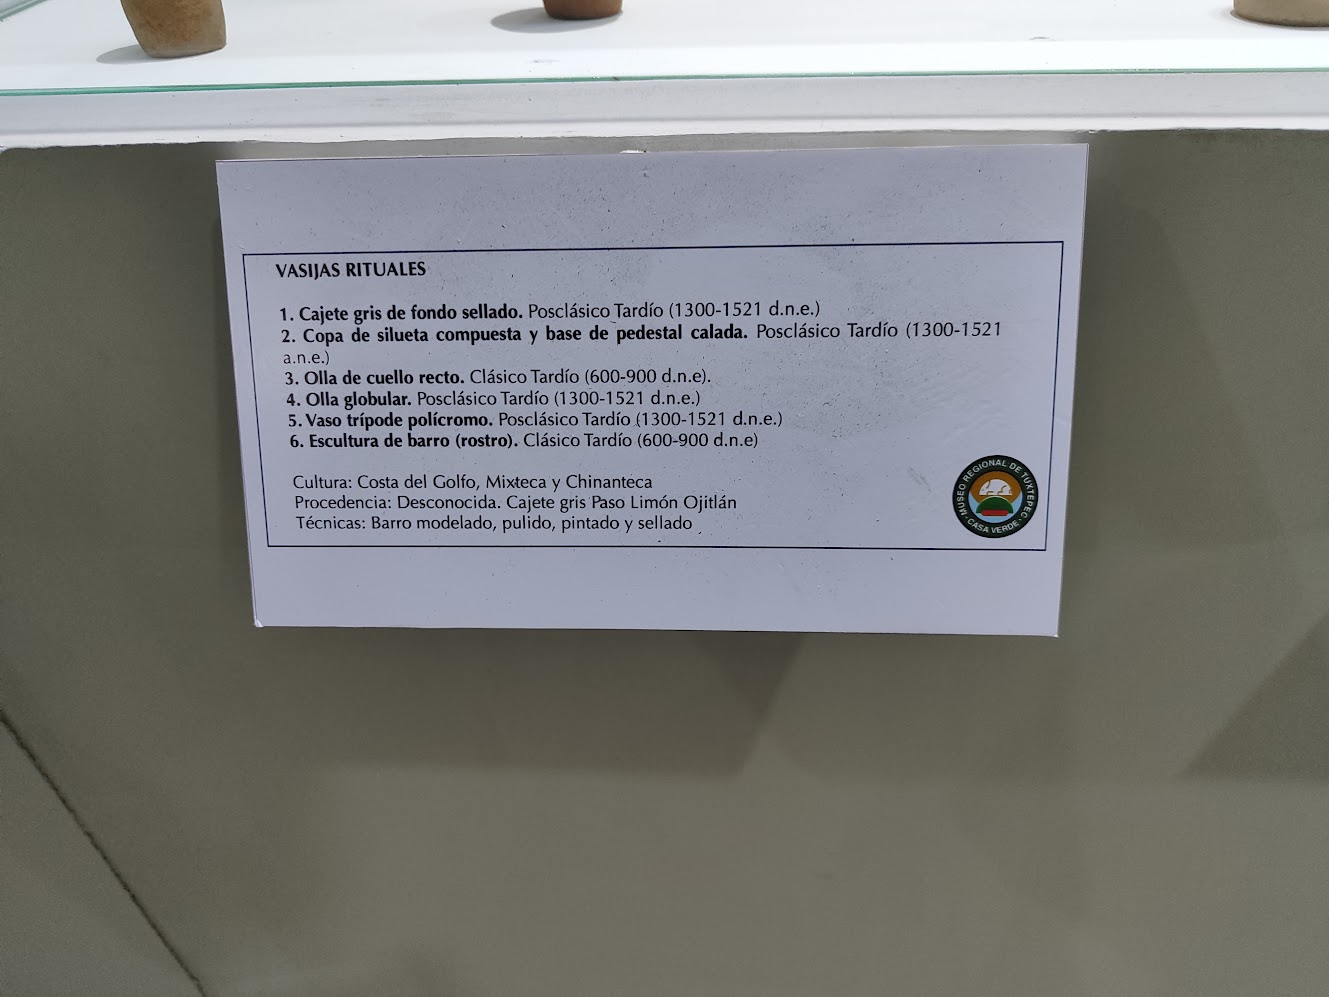 VASIJAS RITUALES
1. Cajete gris de fondo sellado. Posclásico Tardío (1300-1521 d.n.e.)
2. Copa de silueta compuesta y base de pedestal calada. Posclásico Tardío (1300-1521
a.n.e.)
3. Olla de cuello recto. Clásico Tardío (600-900 d.n.e).
4. Olla globular. Posclásico Tardío (1300-1521 d.n.e.)
5. Vaso trípode polícromo. Posclásico Tardío (1300-1521 d.n.e.)
6. Escultura de barro (rostro). Clásico Tardío (600-900 d.n.e)
Cultura: Costa del Golfo, Mixteca y Chinanteca
Procedencia: Desconocida. Cajete gris Paso Limón Ojitlán
Técnicas: Barro modelado, pulido, pintado y sellado
MUSEO REGIONAL DE TUXTEPEC
CASA VERDE